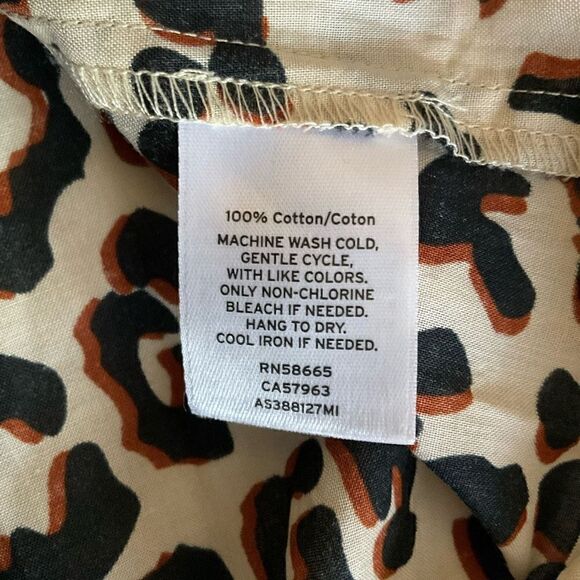 100% Cotton/Coton
MACHINE WASH COLD,
GENTLE CYCLE,
WITH LIKE COLORS.
ONLY NON-CHLORINE
BLEACH IF NEEDED.
HANG TO DRY.
COOL IRON IF NEEDED.
RN58665
CA57963
AS388127MI